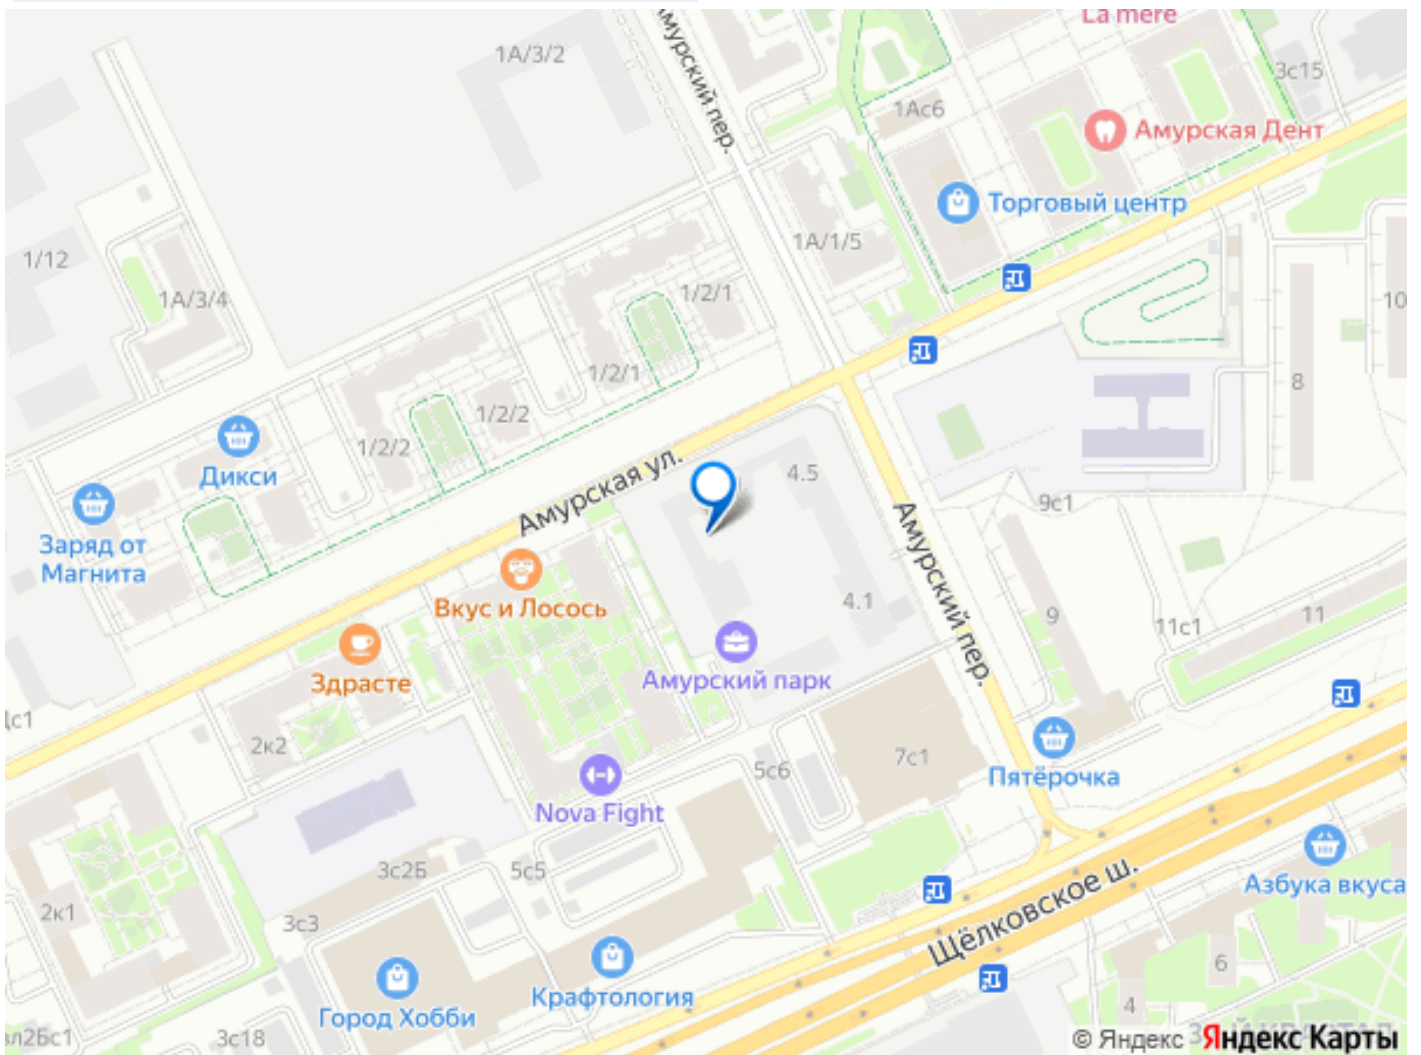 La mere
1А/3/2
Амурский пер.
3с15
1Ас6
Амурская Дент
Торговый центр
1/12
1А/1/5
1А/3/4
1/2/1
10
1/2/1
8
1/2/2
1/2/2
Дикси
Амурская ул.
4.5
Заряд от
Магнита
9с1
Амурский пер.
Вкус и Лосось
4.1
9
11с1
11
Здрасте
Амурский парк
2к2
5с6
7с1
Пятёрочка
Nova Fight
3с2Б
5с5
Щёлковское ш.
Азбука вкуса
2к1
3с3
6
Крафтология
4
Город Хобби
3с18
© Яндекс Яндекс Карты